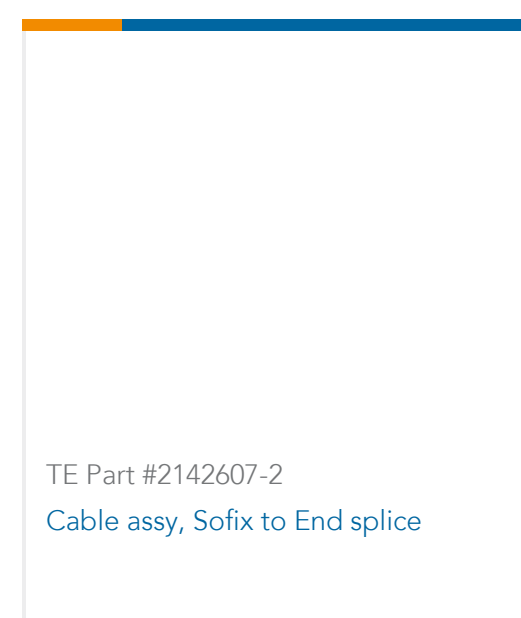 TE Part #2142607-2
Cable assy, Sofix to End splice